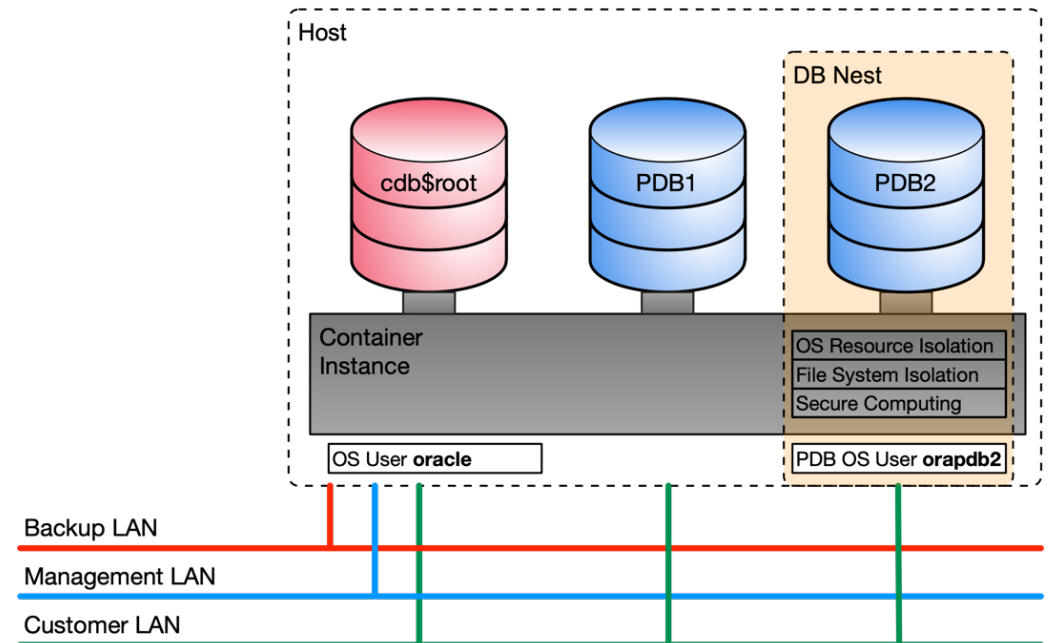 Host
DB Nest
cdb$root
PDB1
PDB2
Container
Instance
OS Resource Isolation
File System Isolation
Secure Computing
OS User oracle
PDB OS User orapdb2
Backup LAN
Management LAN
Customer LAN